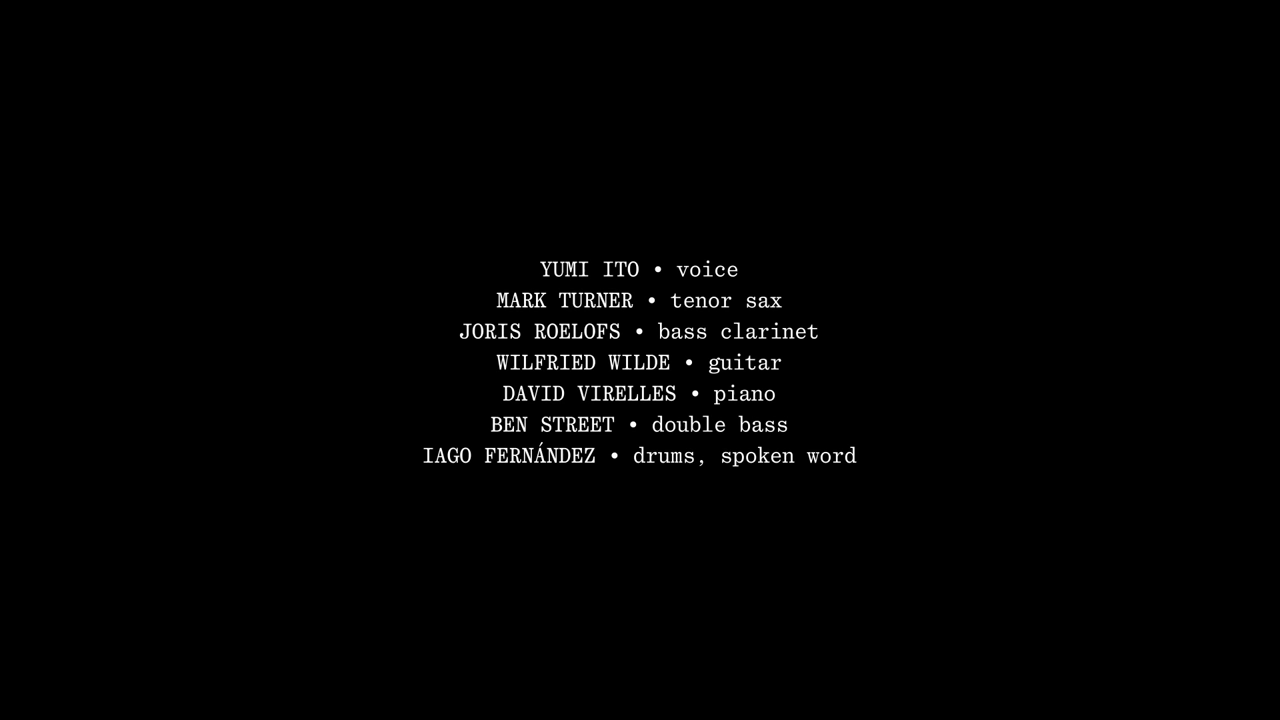 YUMI ITO • voice
MARK TURNER • tenor sax
JORIS ROELOFS • bass clarinet
WILFRIED WILDE • guitar
DAVID VIRELLES • piano
BEN STREET • double bass
IAGO FERNÁNDEZ • drums, spoken word